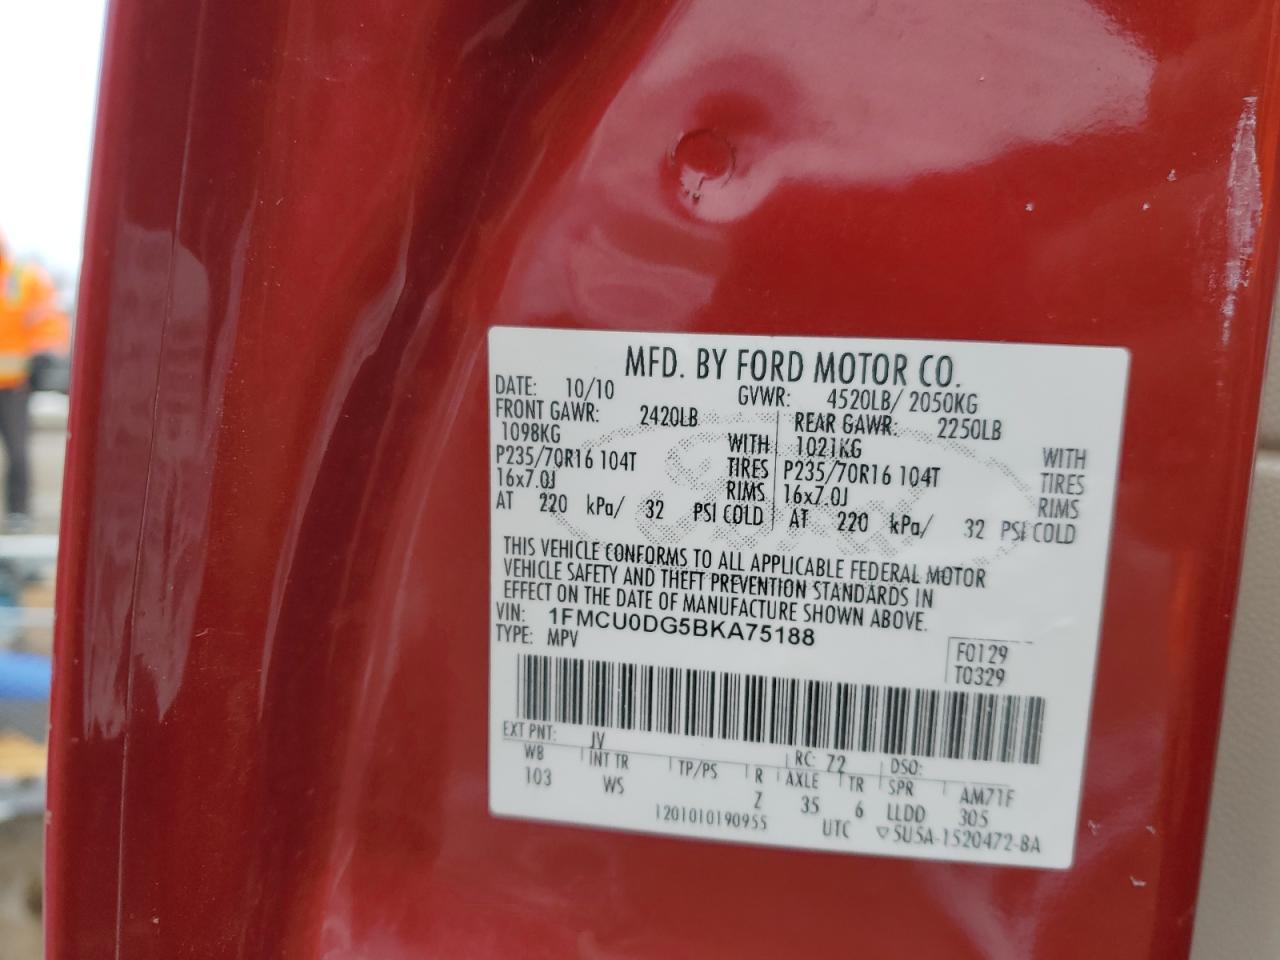 MFD. BY FORD MOTOR CO.
DATE: 10/10 GVWR: 4520LB/ 2050KG
FRONT GAWR: 2420LB REAR GAWR: 2250LB
1098KG WITH 1021KG WITH
P235/70R16 104T TIRES P235/70R16 104T TIRES
16x7.0J RIMS 16x7.0J RIMS
AT 220 kPa/ 32 PSI COLD AT 220 kPa/ 32 PSI COLD
THIS VEHICLE CONFORMS TO ALL APPLICABLE FEDERAL MOTOR
VEHICLE SAFETY AND THEFT PREVENTION STANDARDS IN
EFFECT ON THE DATE OF MANUFACTURE SHOWN ABOVE.
VIN: 1FMCU0DG5BKA75188
TYPE: MPV
F0129
T0329
EXT PNT: JV RC: 72 DSO:
WB INT TR TP/PS R AXLE TR SPR AM71F
103 WS Z 35 6 LLDD 305
1201010190955 UTC ▽5U5A-1520472-BA